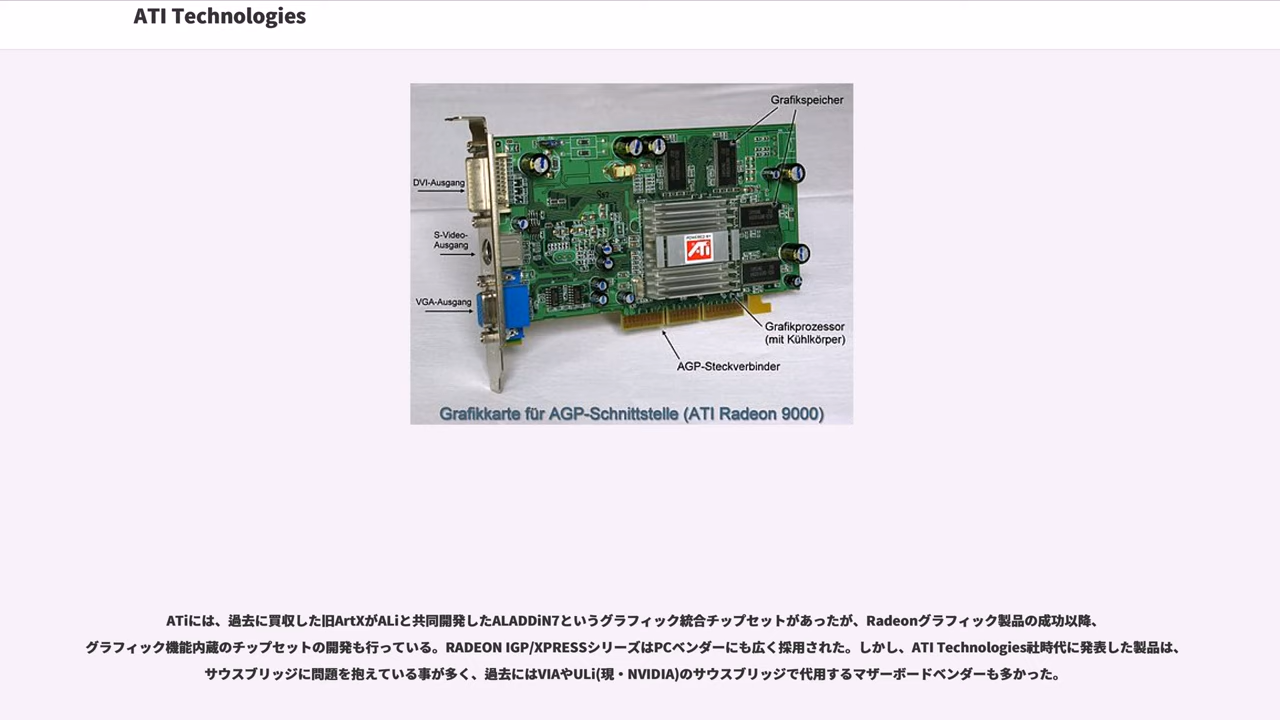 ATI Technologies
Grafikspeicher
DVI-Ausgang
S-Video-
Ausgang
POWERED BY
ATi
VGA-Ausgang
Grafikprozessor
(mit Kühlkörper)
AGP-Steckverbinder
Grafikkarte für AGP-Schnittstelle (ATI Radeon 9000)
ATiには、過去に買収した旧ArtXがALiと共同開発したALADDiN7というグラフィック統合チップセットがあったが、Radeonグラフィック製品の成功以降、
グラフィック機能内蔵のチップセットの開発も行っている。RADEON IGP/XPRESSシリーズはPCベンダーにも広く採用された。しかし、ATI Technologies社時代に発表した製品は、
サウスブリッジに問題を抱えている事が多く、過去にはVIAやULi(現・NVIDIA)のサウスブリッジで代用するマザーボードベンダーも多かった。